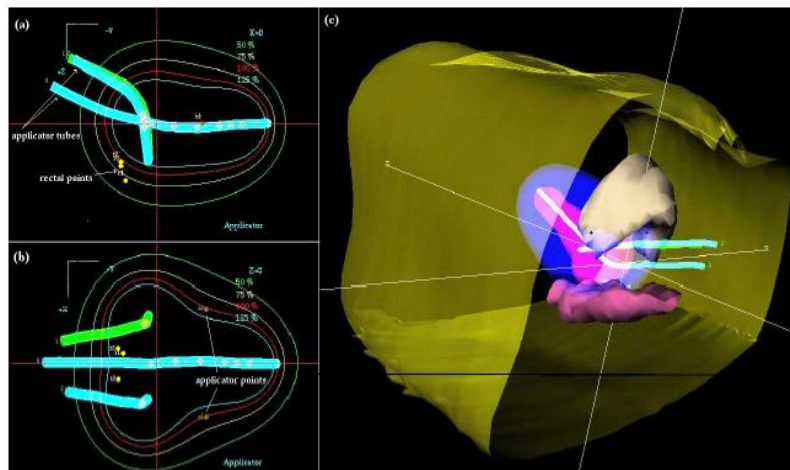 (a)
-Y
X=0
50 %
75 %
100 %
125 %
+Z
applicator tubes
rectal points
Applicator
(b)
-Y
Z=0
50 %
75 %
100 %
125 %
+X
applicator points
Applicator
(c)